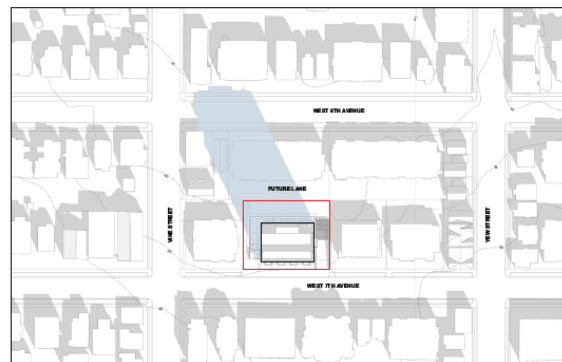 WEST 6TH AVENUE
FUTURE LANE
VINE STREET
YEW STREET
WEST 7TH AVENUE